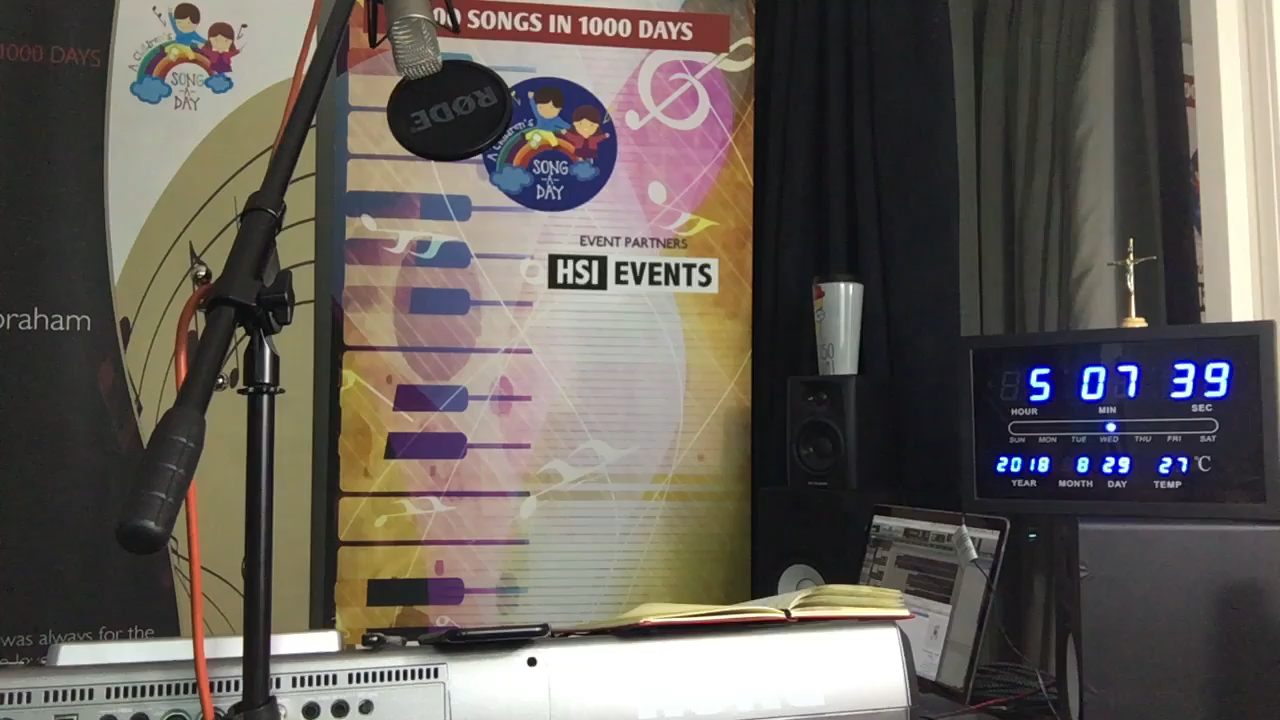 1000 DAYS
A CHILDREN'S
SONG
-A-
DAY
SONGS IN 1000 DAYS
RØDE
A CHILDREN'S
SONG
-A-
DAY
EVENT PARTNERS
HSI EVENTS
was always for the
5 07 39
HOUR MIN SEC
SUN MON TUE WED THU FRI SAT
2018 8 29 27 °C
YEAR MONTH DAY TEMP